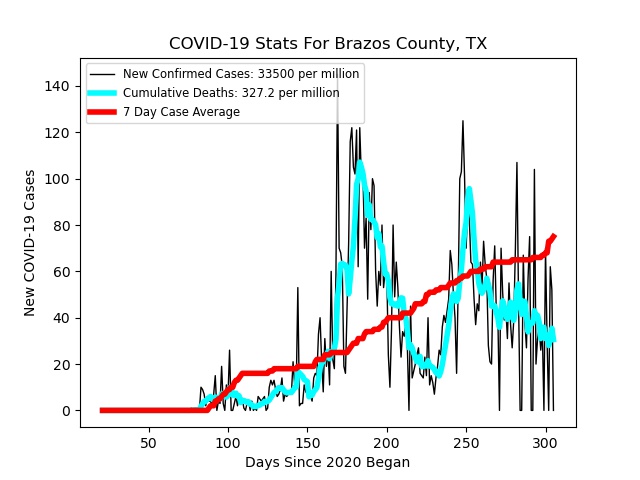 COVID-19 Stats For Brazos County, TX
New Confirmed Cases: 33500 per million
Cumulative Deaths: 327.2 per million
7 Day Case Average
140
120
100
80
60
40
20
0
New COVID-19 Cases
50 100 150 200 250 300
Days Since 2020 Began